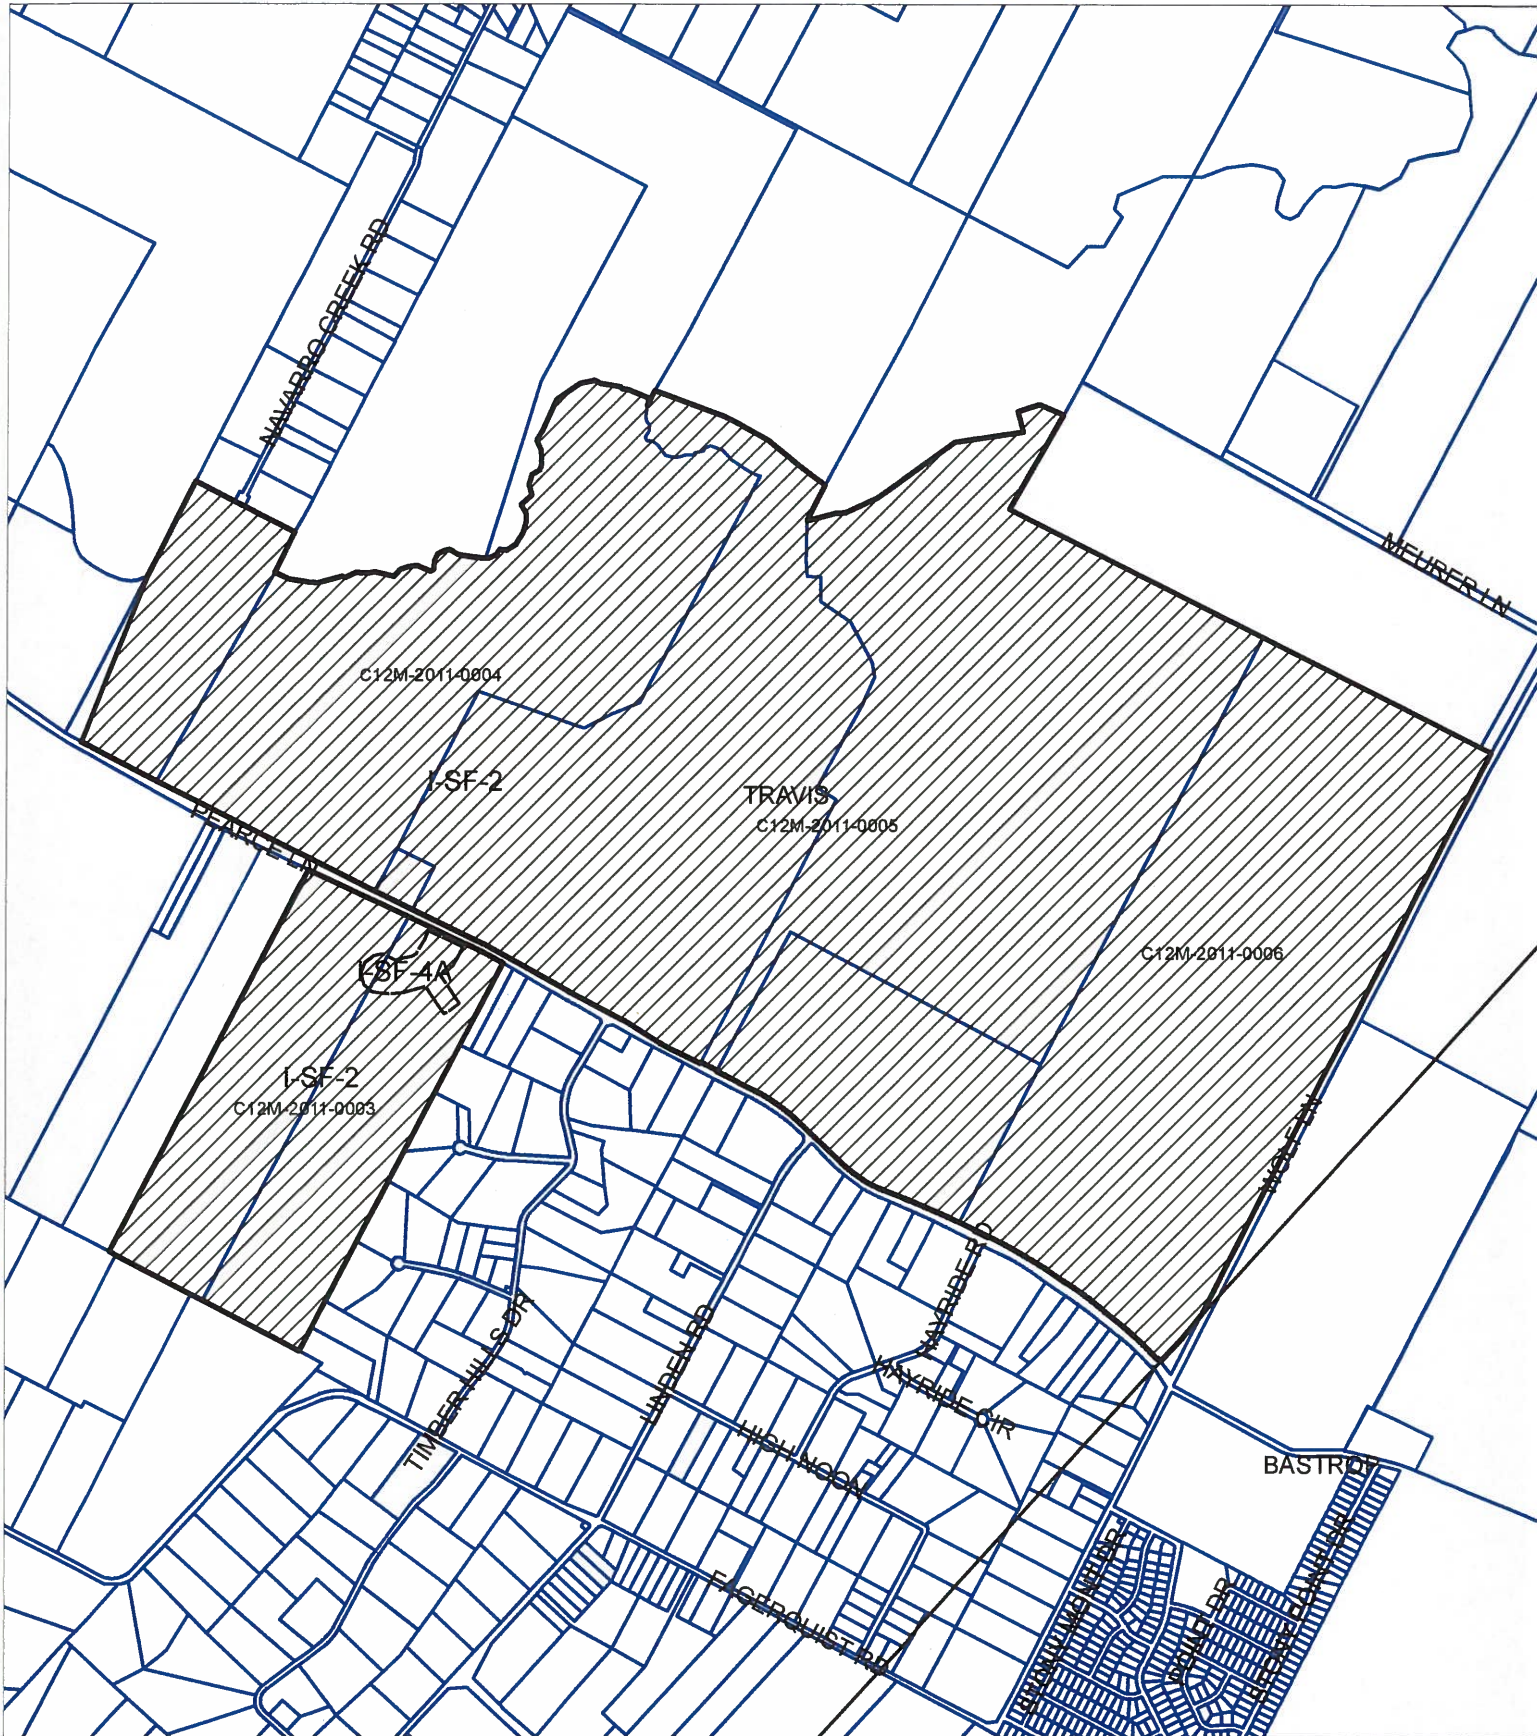 NAVARRO CREEK RD
MEURER LN
C12M-2011-0004
I-SF-2
TRAVIS
C12M-2011-0005
PEARCE LN
C12M-2011-0006
I-SF-4A
I-SF-2
C12M-2011-0003
WOLF LN
HAYRIDE RD
TIMBER HILLS DR
LINDEN RD
HAYRIDE CIR
HIGH NOON
BASTROP
FAGERQUIST RD